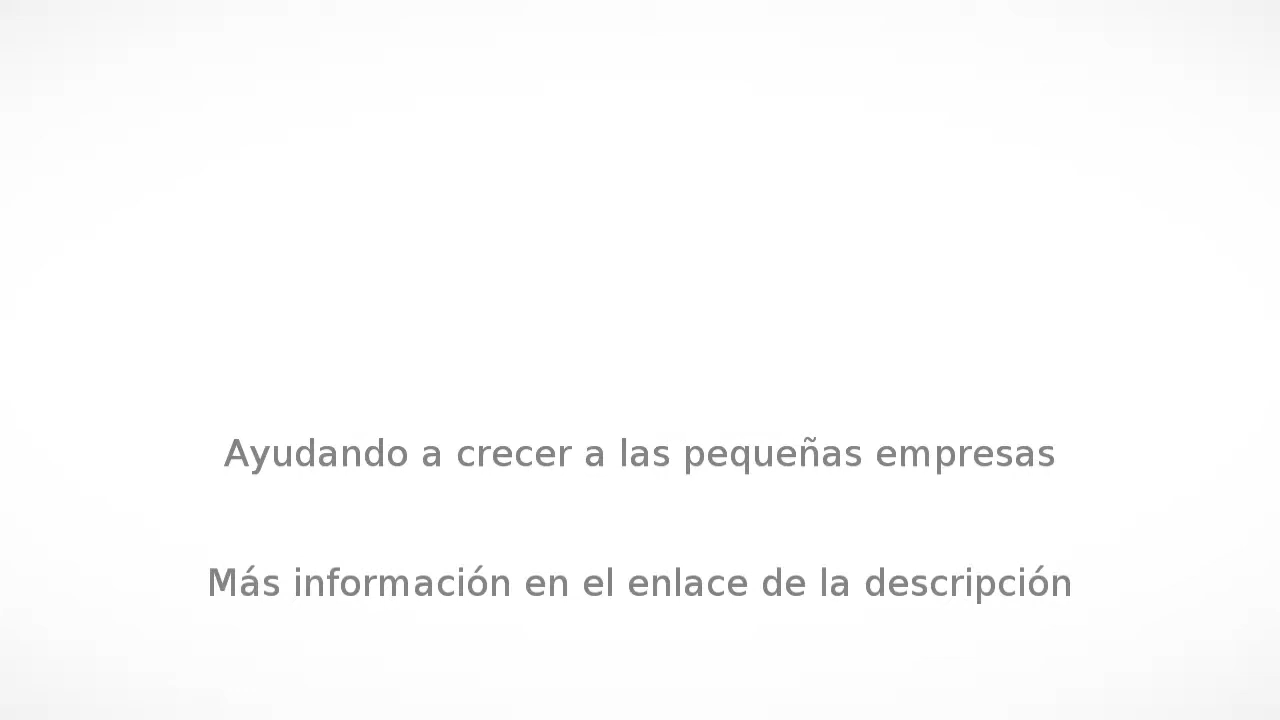 Ayudando a crecer a las pequeñas empresas
Más información en el enlace de la descripción